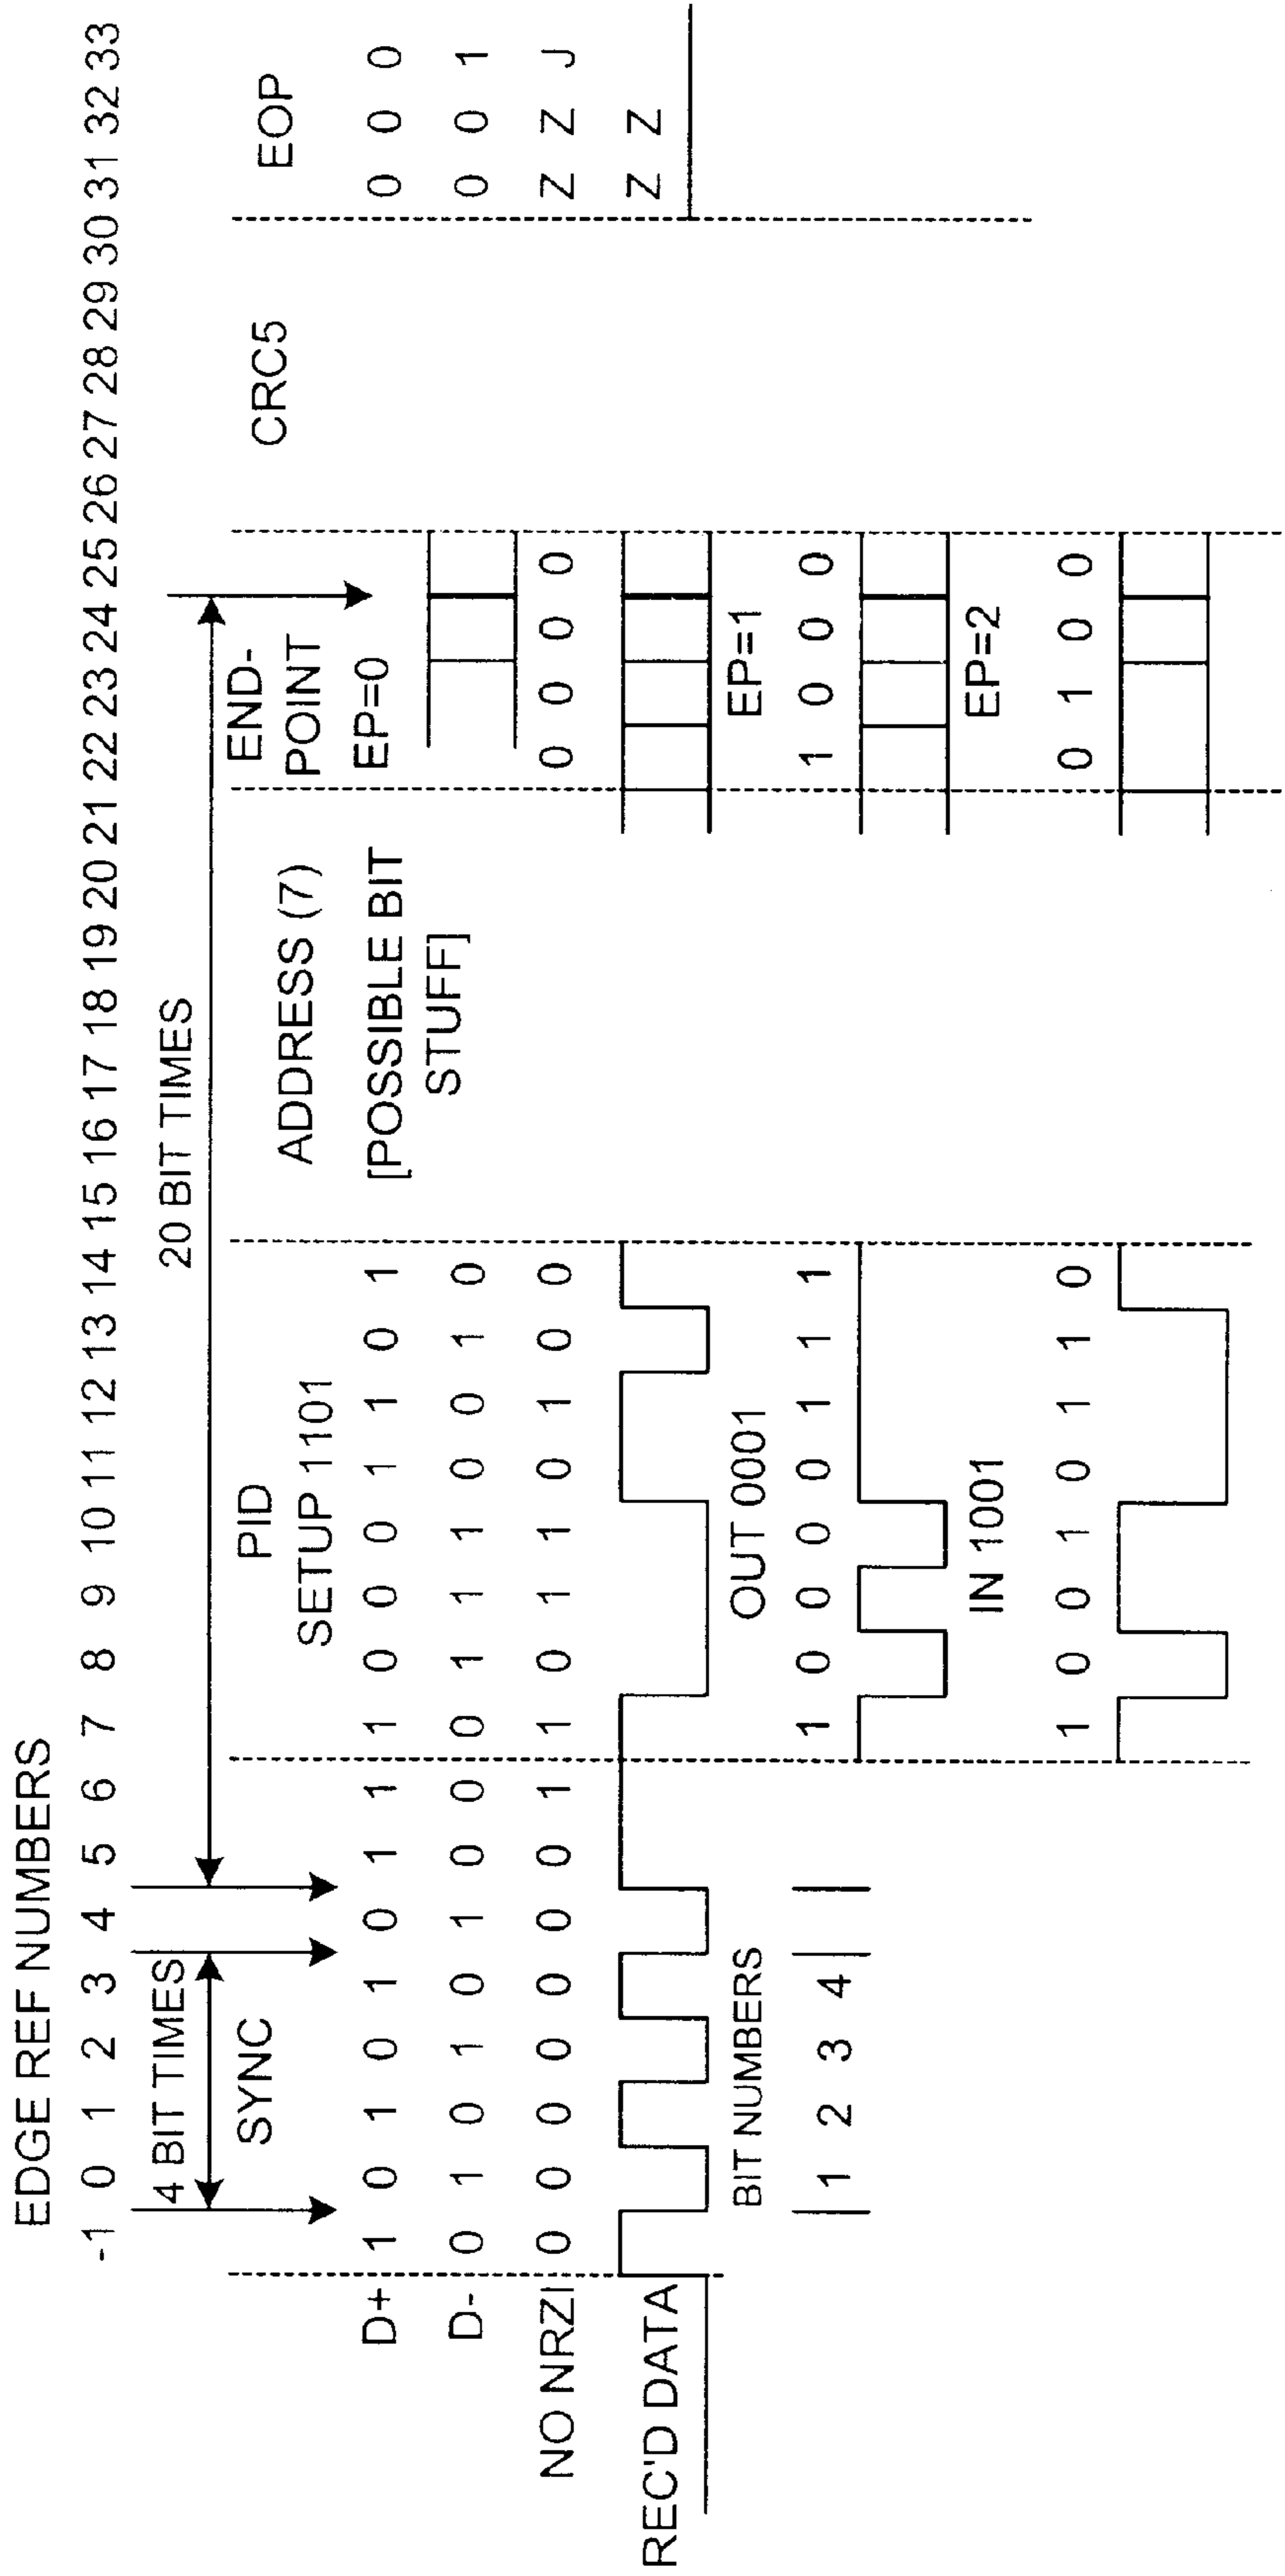 EDGE REF NUMBERS
-1 0 1 2 3 4 5 6 7 8 9 10 11 12 13 14 15 16 17 18 19 20 21 22 23 24 25 26 27 28 29 30 31 32 33
4 BIT TIMES
20 BIT TIMES
SYNC
PID
SETUP 1101
ADDRESS (7)
[POSSIBLE BIT
STUFF]
END-
POINT
EP=0
CRC5
EOP
D+ 1 0 1 0 1 0 1 1 1 0 0 0 1 1 0 1 0 0 0
D- 0 1 0 1 0 1 0 0 0 1 1 1 0 0 1 0 0 0 1
NO NRZI 0 0 0 0 0 0 0 1 1 0 1 1 0 1 0 0 0 0 0 0 Z Z J
REC'D DATA Z Z
BIT NUMBERS
OUT 0001
EP=1
1 2 3 4
1 0 0 0 0 1 1 1 1 0 0 0
IN 1001
EP=2
1 0 0 1 0 1 1 0 0 1 0 0